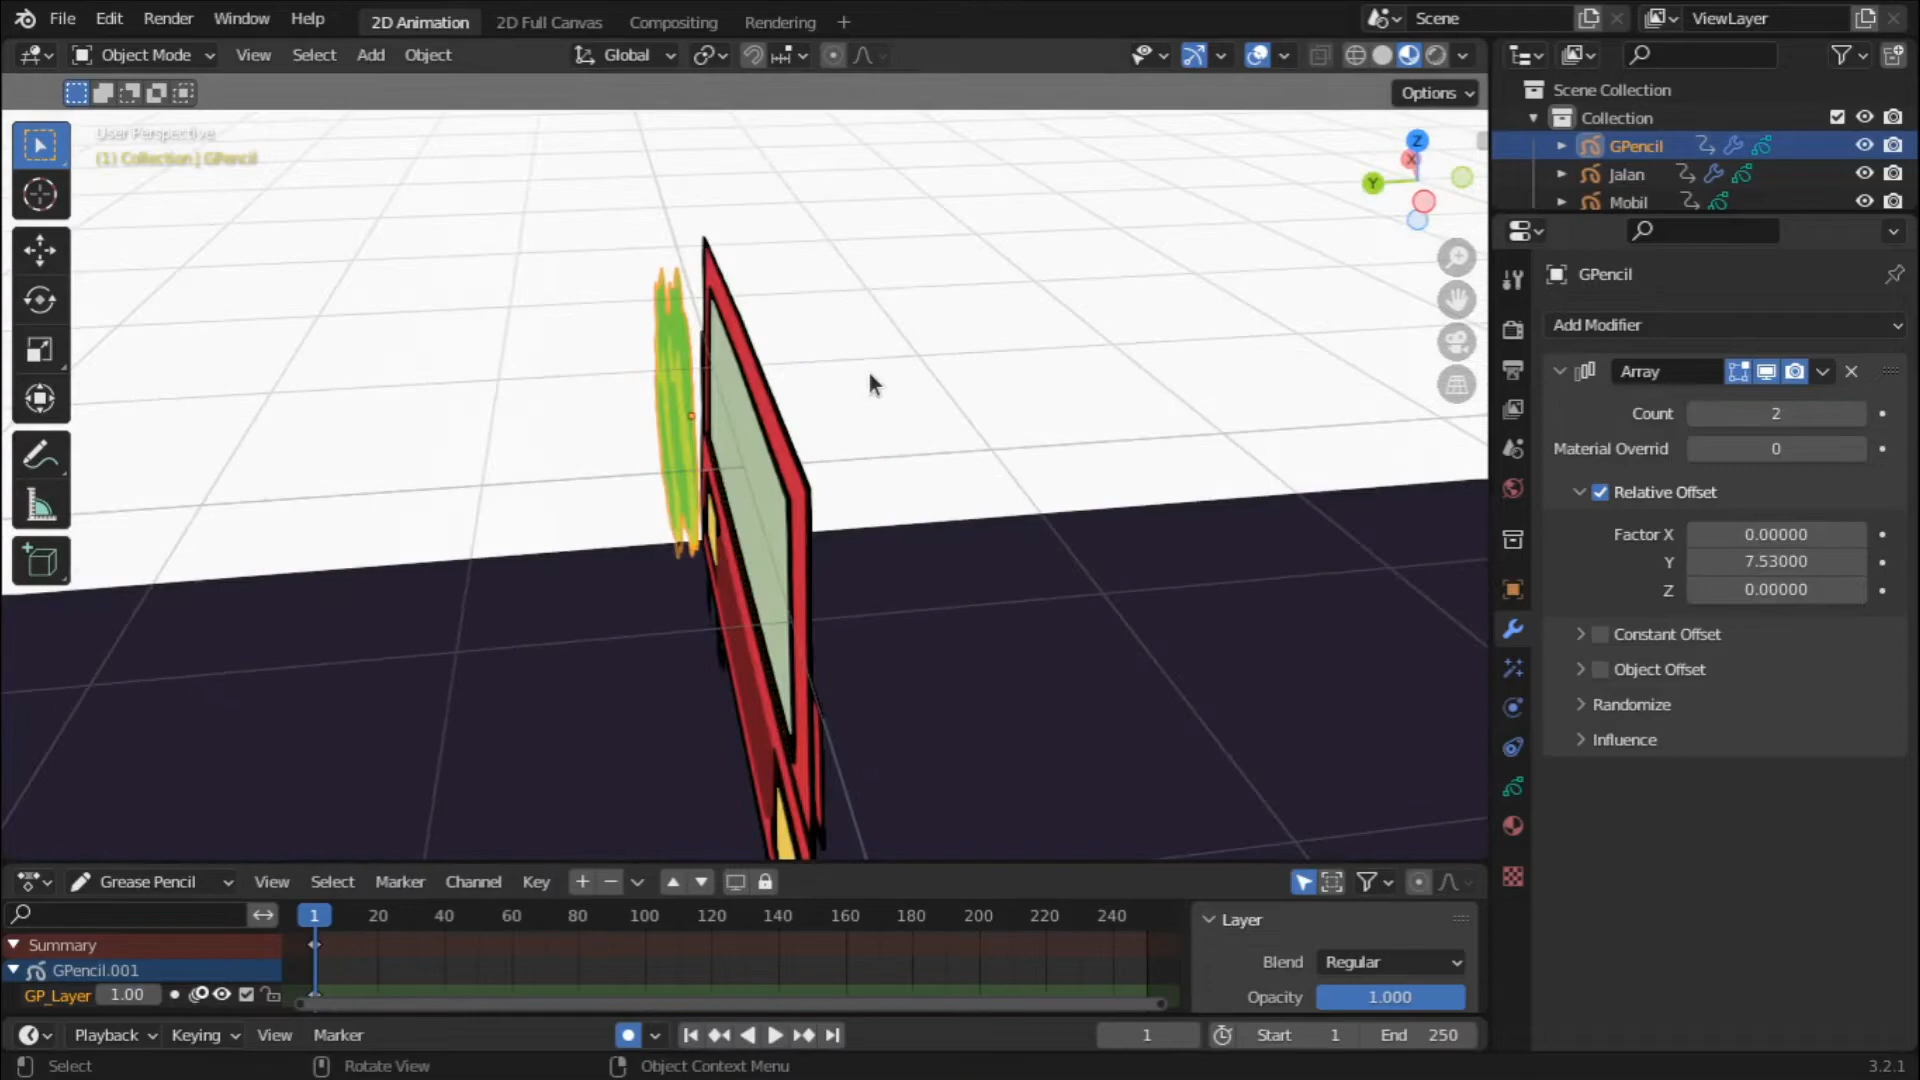 File Edit Render Window Help 2D Animation 2D Full Canvas Compositing Rendering + Scene ViewLayer
Object Mode View Select Add Object Global
Options
User Perspective
(1) Collection | GPencil
Z
X
Y
Scene Collection
Collection
GPencil
Jalan
Mobil
GPencil
Add Modifier
Array
Count 2
Material Overrid 0
Relative Offset
Factor X 0.00000
Y 7.53000
Z 0.00000
Constant Offset
Object Offset
Randomize
Influence
Grease Pencil View Select Marker Channel Key
1 20 40 60 80 100 120 140 160 180 200 220 240
Summary
GPencil.001
GP_Layer 1.00
Layer
Blend Regular
Opacity 1.000
Playback Keying View Marker 1 Start 1 End 250
Select Rotate View Object Context Menu 3.2.1